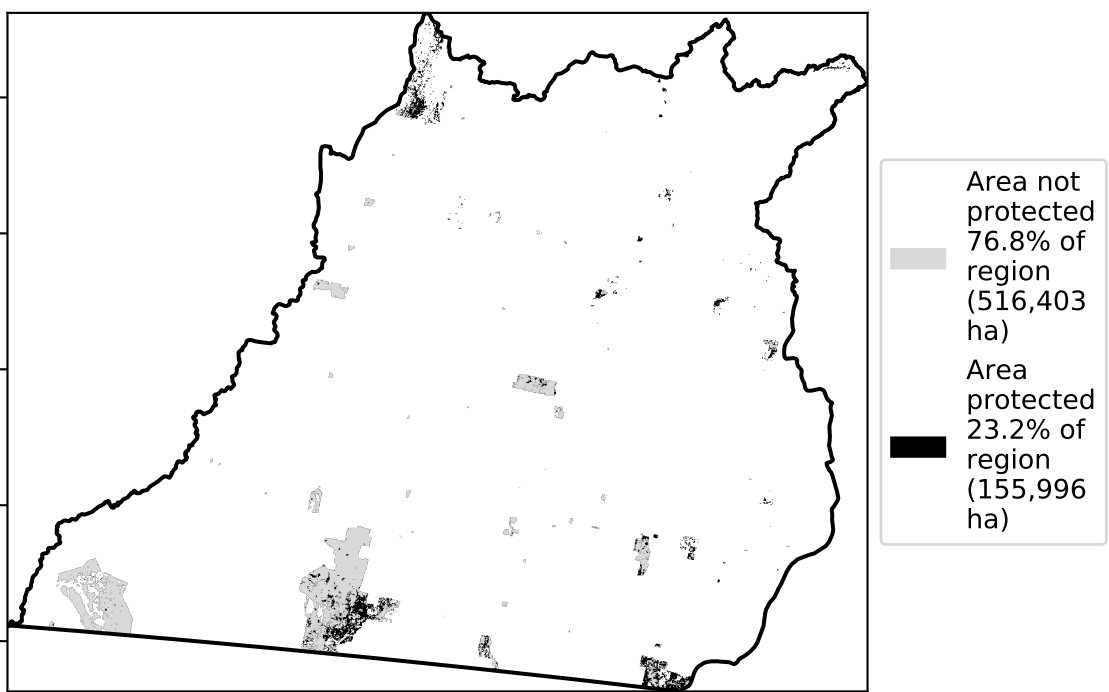 Area not
protected
76.8% of
region
(516,403
ha)
Area
protected
23.2% of
region
(155,996
ha)